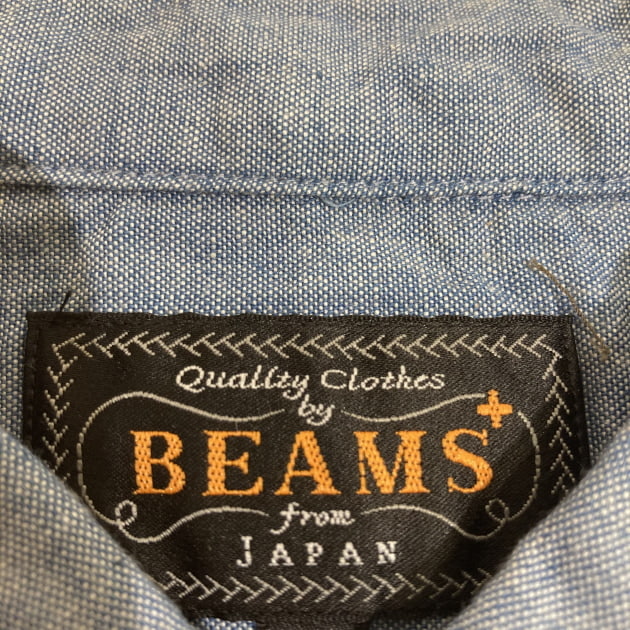 Quality Clothes
by
BEAMS+
from
JAPAN